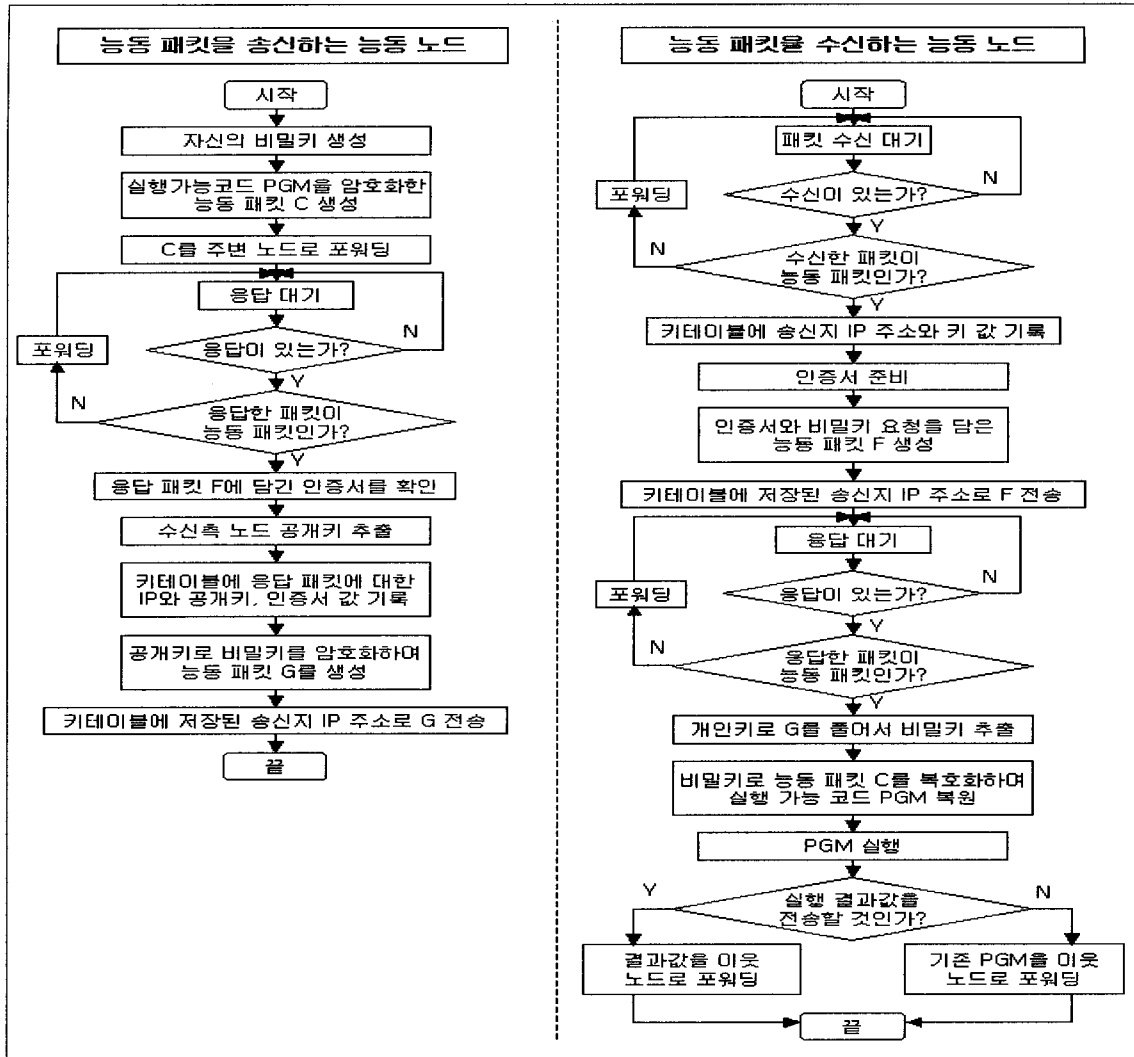 능동 패킷을 송신하는 능동 노드
시작
자신의 비밀키 생성
실행가능코드 PGM을 암호화한
능동 패킷 C 생성
C를 주변 노드로 포워딩
응답 대기
N
포워딩
응답이 있는가?
Y
N
응답한 패킷이
능동 패킷인가?
Y
응답 패킷 F에 담긴 인증서를 확인
수신측 노드 공개키 추출
키테이블에 응답 패킷에 대한
IP와 공개키, 인증서 값 기록
공개키로 비밀키를 암호화하여
능동 패킷 G를 생성
키테이블에 저장된 송신지 IP 주소로 G 전송
끝
능동 패킷을 수신하는 능동 노드
시작
패킷 수신 대기
N
포워딩
수신이 있는가?
Y
N
수신한 패킷이
능동 패킷인가?
Y
키테이블에 송신지 IP 주소와 키 값 기록
인증서 준비
인증서와 비밀키 요청을 담은
능동 패킷 F 생성
키테이블에 저장된 송신지 IP 주소로 F 전송
응답 대기
N
포워딩
응답이 있는가?
Y
N
응답한 패킷이
능동 패킷인가?
Y
개인키로 G를 풀어서 비밀키 추출
비밀키로 능동 패킷 C를 복호화하여
실행 가능 코드 PGM 복원
PGM 실행
Y
N
실행 결과값을
전송할 것인가?
결과값을 이웃
노드로 포워딩
기존 PGM을 이웃
노드로 포워딩
끝